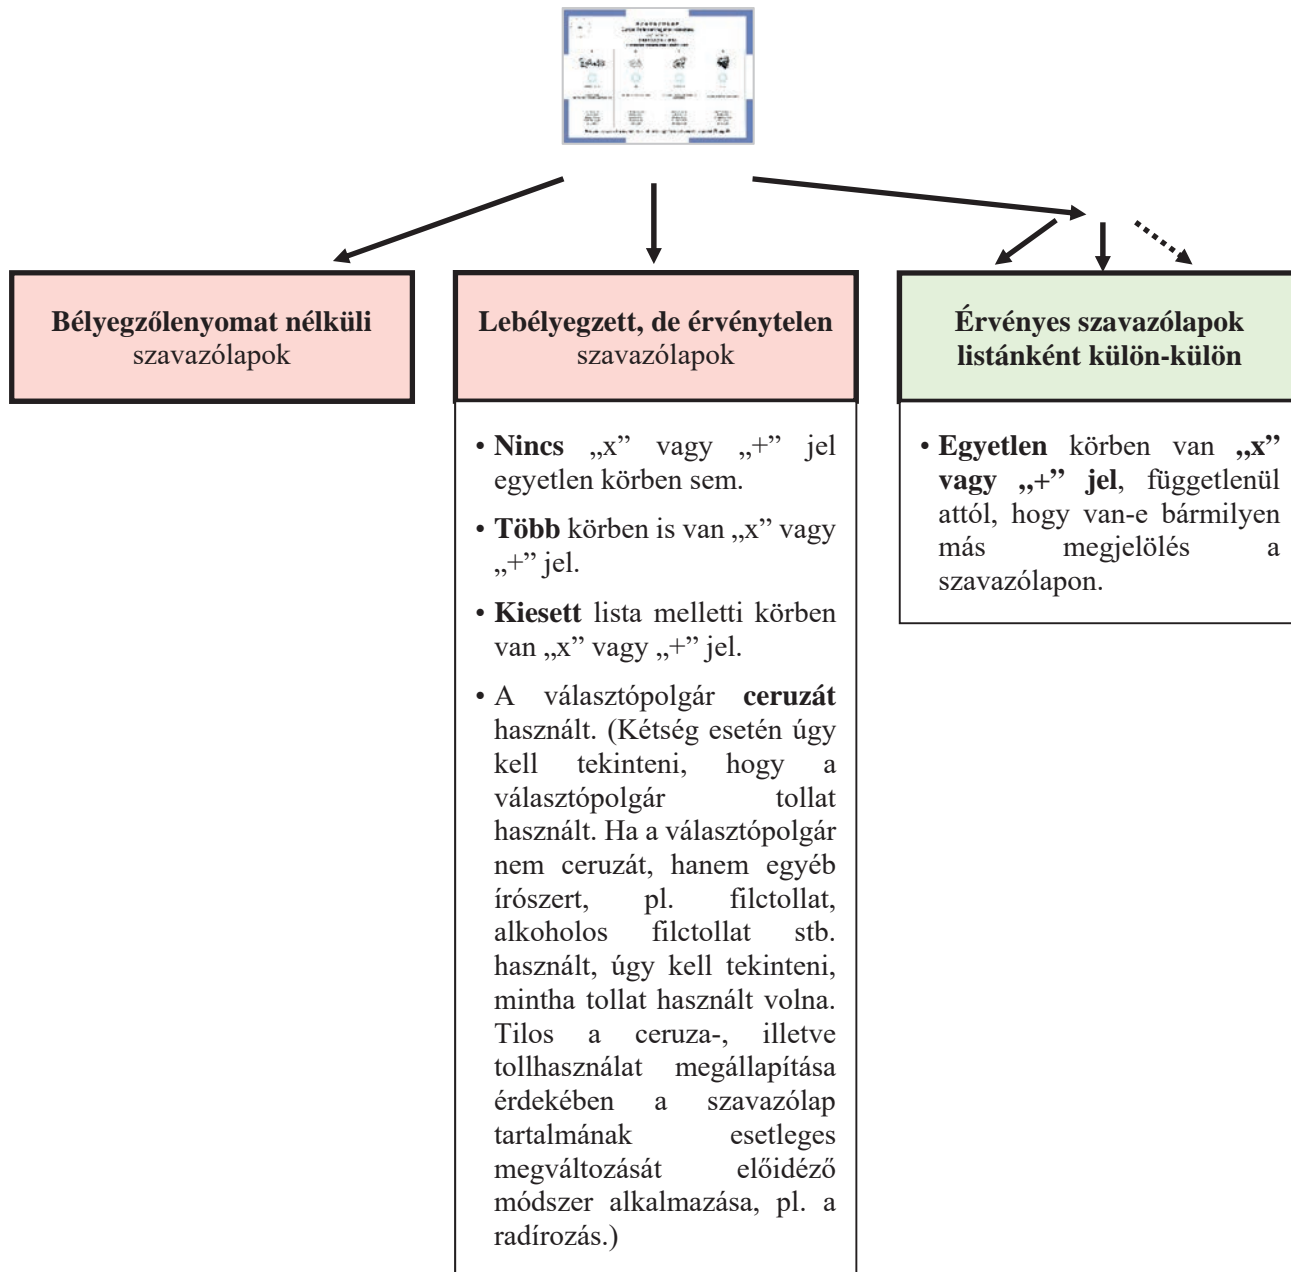 Bélyegzőlenyomat nélküli
szavazólapok
Lebélyegzett, de érvénytelen
szavazólapok
• Nincs „x” vagy „+” jel
egyetlen körben sem.
• Több körben is van „x” vagy
„+” jel.
• Kiesett lista melletti körben
van „x” vagy „+” jel.
• A választópolgár ceruzát
használt. (Kétség esetén úgy
kell tekinteni, hogy a
választópolgár tollat
használt. Ha a választópolgár
nem ceruzát, hanem egyéb
írószert, pl. filctollat,
alkoholos filctollat stb.
használt, úgy kell tekinteni,
mintha tollat használt volna.
Tilos a ceruza-, illetve
tollhasználat megállapítása
érdekében a szavazólap
tartalmának esetleges
megváltozását előidéző
módszer alkalmazása, pl. a
radírozás.)
Érvényes szavazólapok
listánként külön-külön
• Egyetlen körben van „x”
vagy „+” jel, függetlenül
attól, hogy van-e bármilyen
más megjelölés a
szavazólapon.